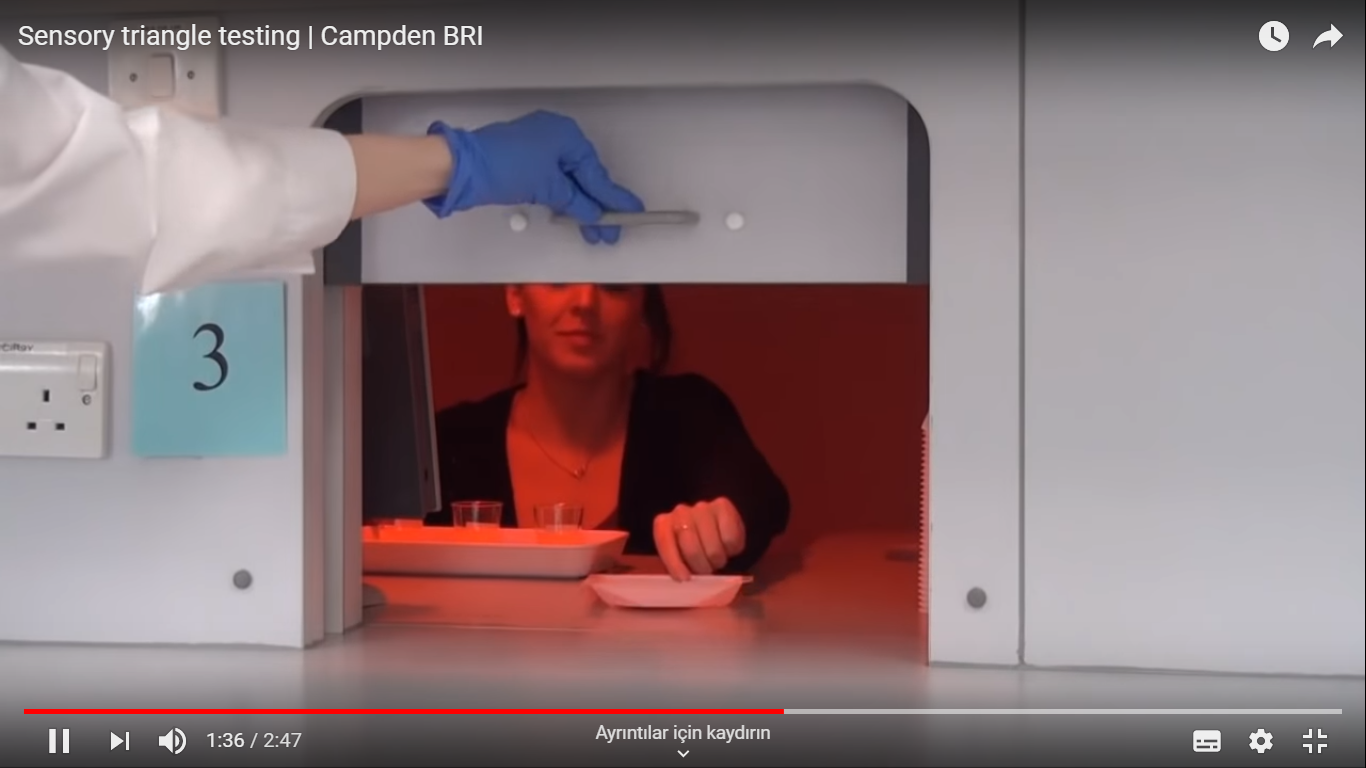 Sensory triangle testing | Campden BRI
3
1:36 / 2:47
Ayrıntılar için kaydırın